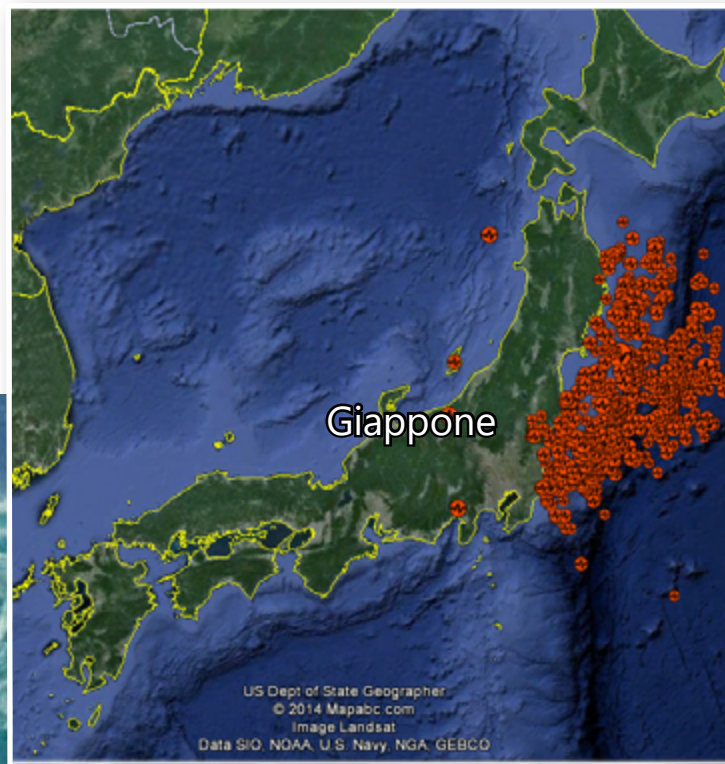 Giappone
US Dept of State Geographer
© 2014 Mapabc.com
Image Landsat
Data SIO, NOAA, U.S. Navy, NGA, GEBCO